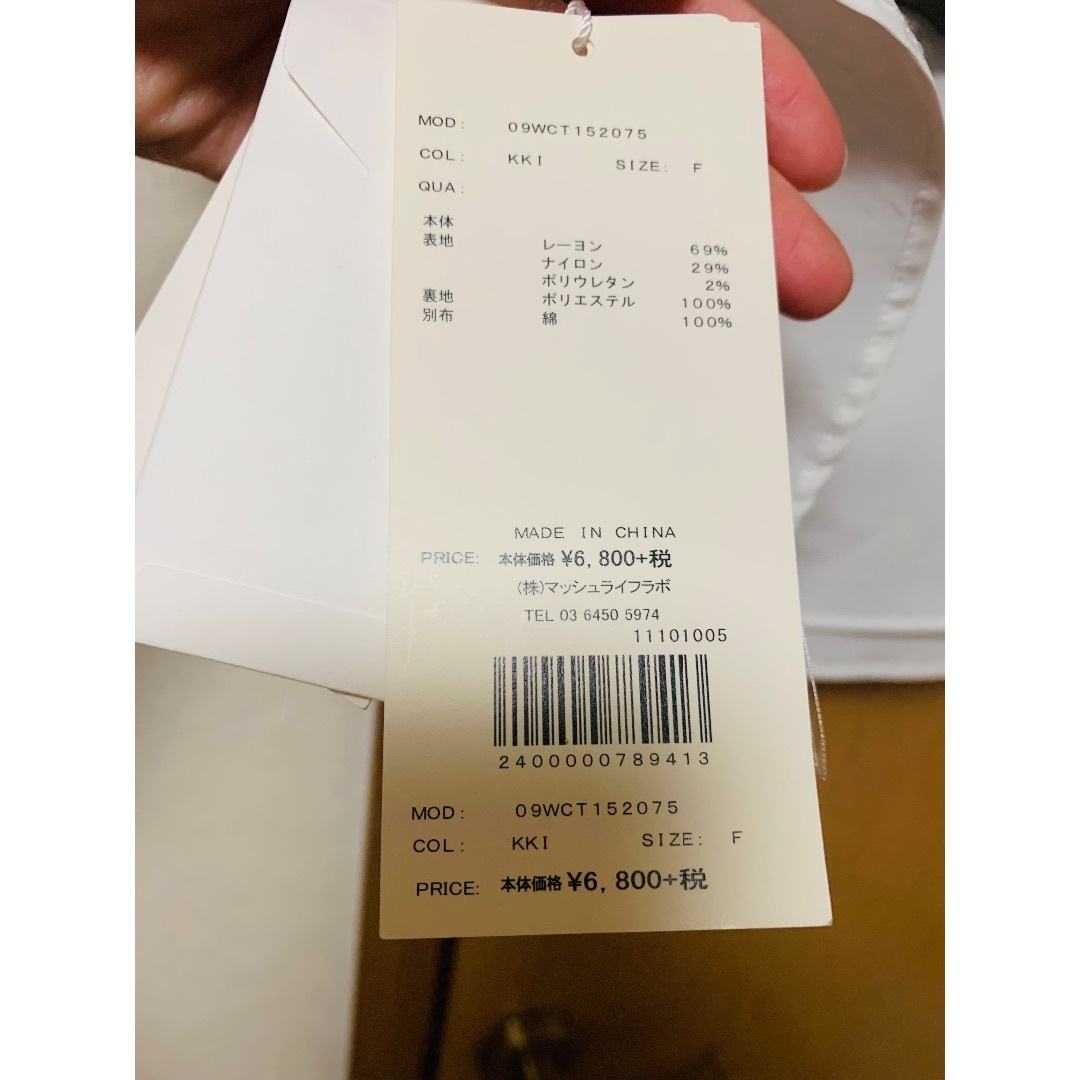 MOD: 09WCT152075
COL: KKI SIZE: F
QUA:
本体
表地 レーヨン 69%
ナイロン 29%
ポリウレタン 2%
裏地 ポリエステル 100%
別布 綿 100%
MADE IN CHINA
PRICE: 本体価格 ¥6,800+税
(株)マッシュライフラボ
TEL 03 6450 5974
11101005
2400000789413
MOD: 09WCT152075
COL: KKI SIZE: F
PRICE: 本体価格 ¥6,800+税